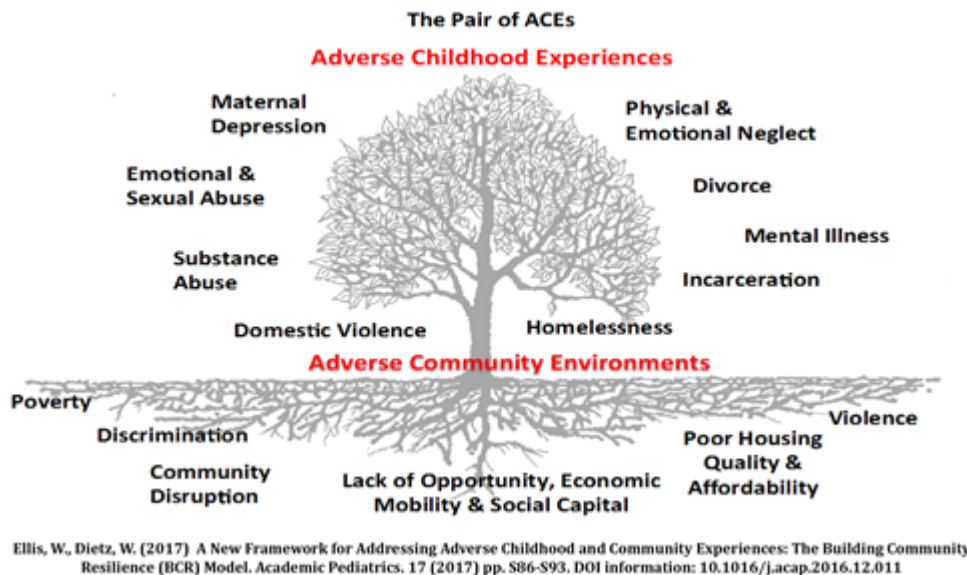 The Pair of ACEs
Adverse Childhood Experiences
Maternal
Depression
Physical &
Emotional Neglect
Emotional &
Sexual Abuse
Divorce
Mental Illness
Substance
Abuse
Incarceration
Domestic Violence
Homelessness
Adverse Community Environments
Poverty
Violence
Discrimination
Poor Housing
Quality &
Affordability
Community
Disruption
Lack of Opportunity, Economic
Mobility & Social Capital
Ellis, W., Dietz, W. (2017) A New Framework for Addressing Adverse Childhood and Community Experiences: The Building Community
Resilience (BCR) Model. Academic Pediatrics. 17 (2017) pp. S86-S93. DOI information: 10.1016/j.acap.2016.12.011